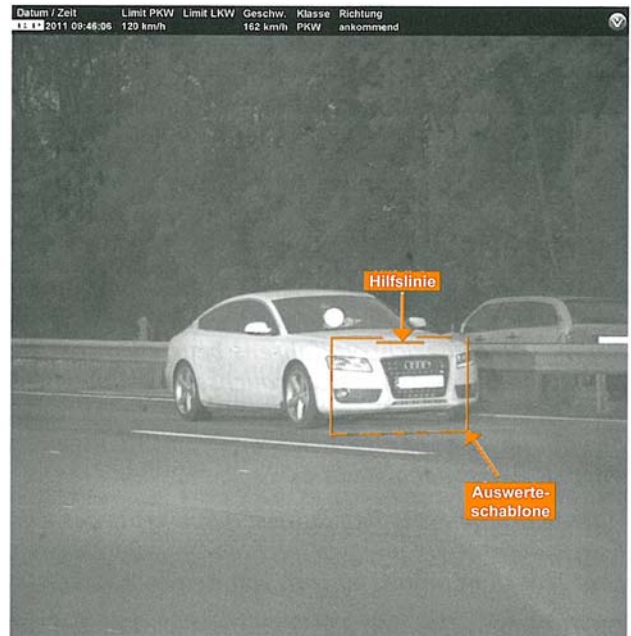 Datum / Zeit Limit PKW Limit LKW Geschw. Klasse Richtung
2011 09:46:06 120 km/h 162 km/h PKW ankommend
Hilfslinie
Auswerte-
schablone